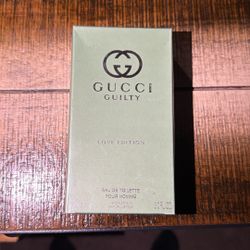 GUCCI
GUILTY
LOVE EDITION
EAU DE TOILETTE
POUR HOMME